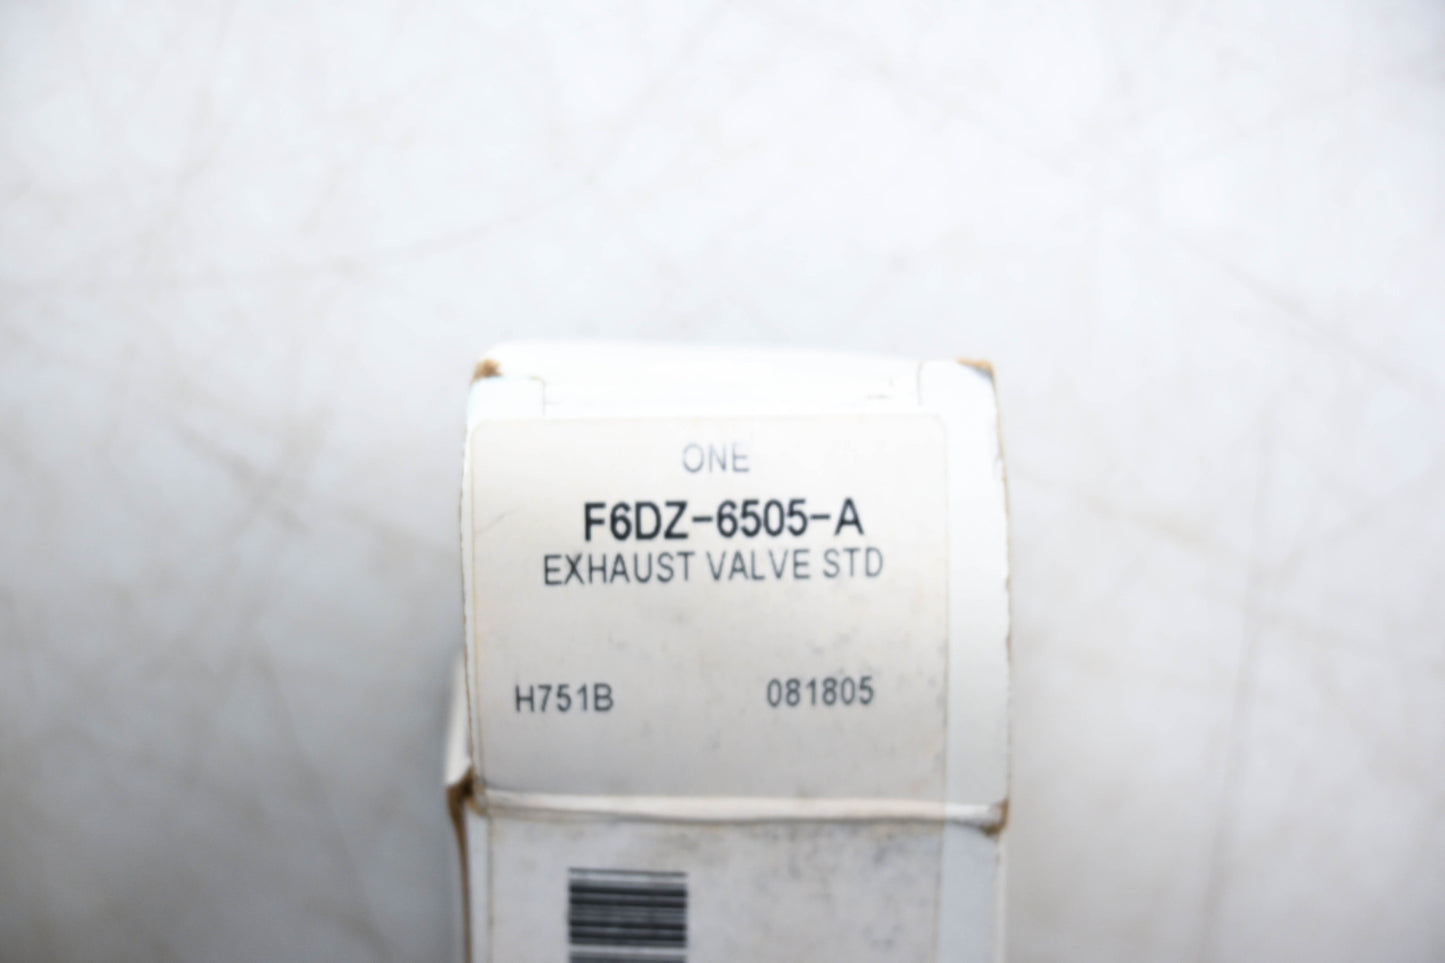 ONE
F6DZ-6505-A
EXHAUST VALVE STD
H751B 081805